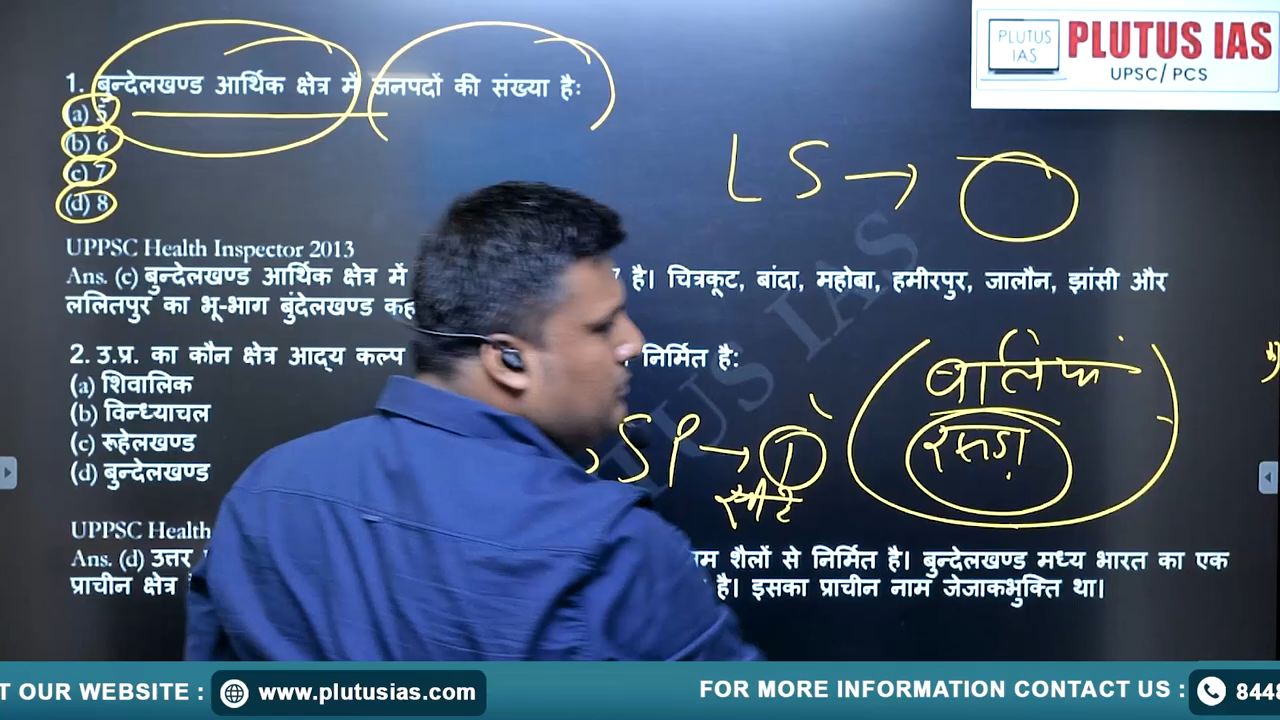 PLUTUS IAS
PLUTUS IAS
UPSC/ PCS
1. बुन्देलखण्ड आर्थिक क्षेत्र में जनपदों की संख्या है:
(a) 5
(b) 6
(c) 7
(d) 8
LS →
UPPSC Health Inspector 2013
Ans. (c) बुन्देलखण्ड आर्थिक क्षेत्र में है। चित्रकूट, बांदा, महोबा, हमीरपुर, जालौन, झांसी और
ललितपुर का भू-भाग बुंदेलखण्ड
2. उ.प्र. का कौन क्षेत्र आद्य कल्प निर्मित है:
(a) शिवालिक
(b) विन्ध्याचल
(c) रूहेलखण्ड
(d) बुन्देलखण्ड
SP → 1
UPPSC Health
Ans. (d) उत्तर शैलों से निर्मित है। बुन्देलखण्ड मध्य भारत का एक
प्राचीन क्षेत्र है। इसका प्राचीन नाम जेजाकभुक्ति था।
OUR WEBSITE : www.plutusias.com FOR MORE INFORMATION CONTACT US : 8448